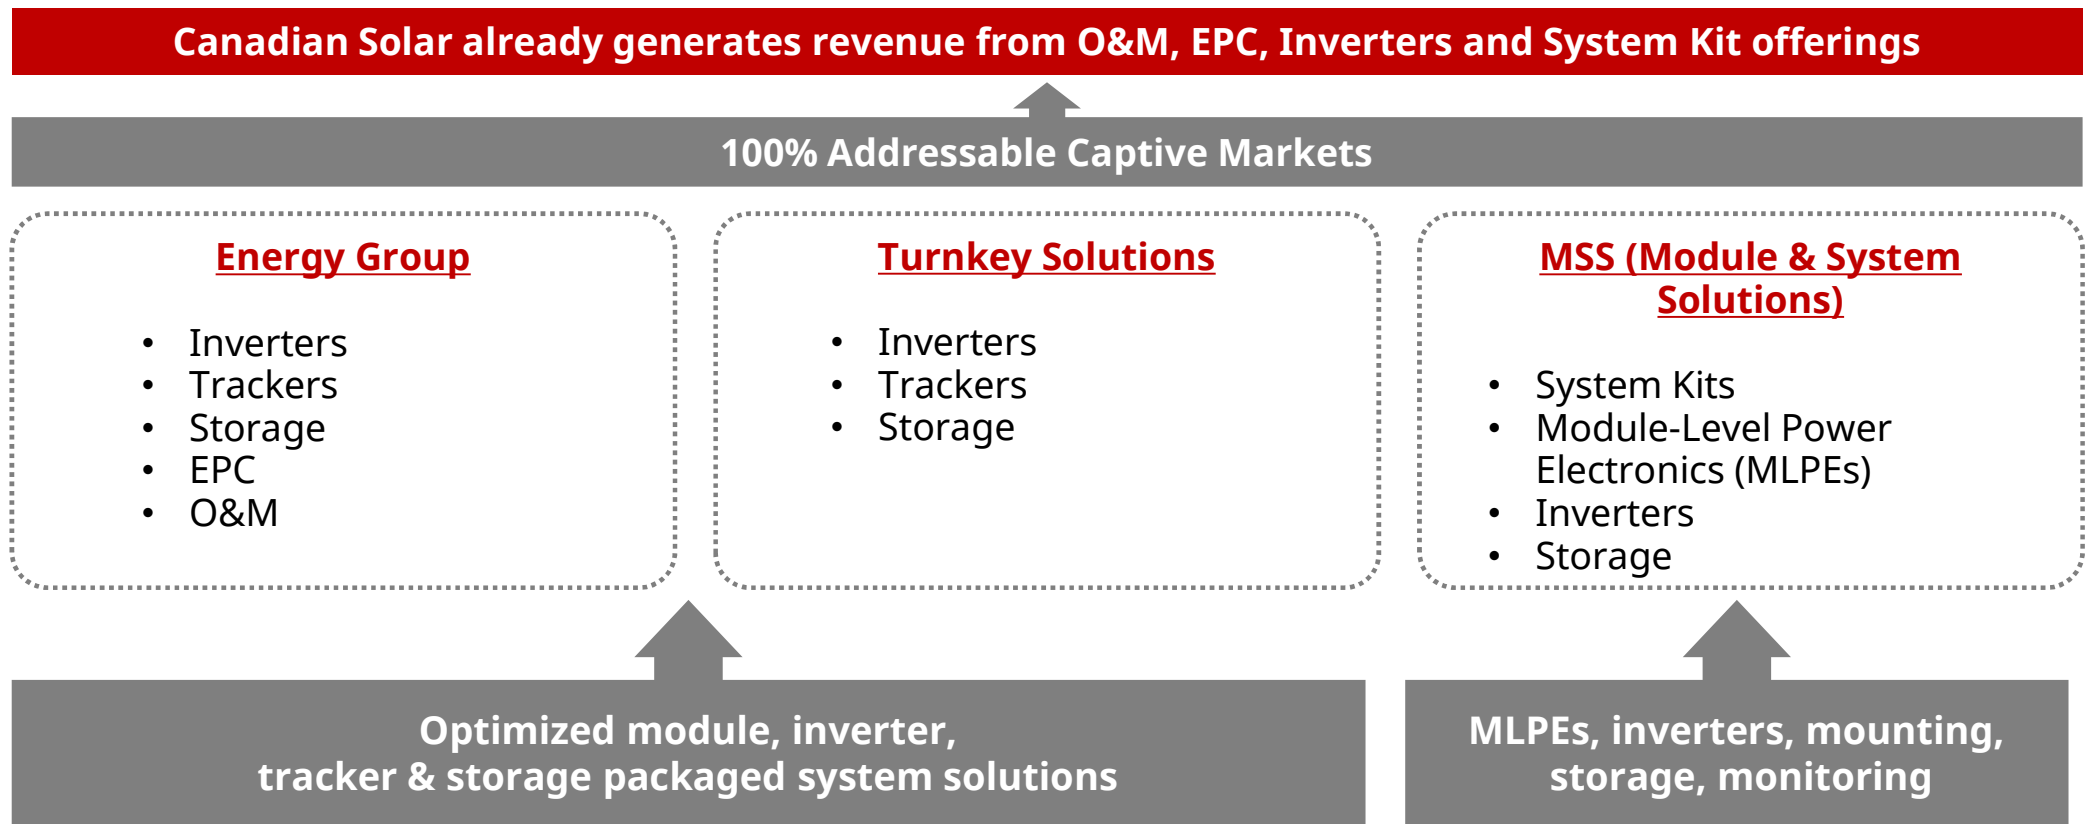 Canadian Solar already generates revenue from O&M, EPC, Inverters and System Kit offerings
100% Addressable Captive Markets
Energy Group
• Inverters
• Trackers
• Storage
• EPC
• O&M
Turnkey Solutions
• Inverters
• Trackers
• Storage
MSS (Module & System
Solutions)
• System Kits
• Module-Level Power
Electronics (MLPEs)
• Inverters
• Storage
Optimized module, inverter,
tracker & storage packaged system solutions
MLPEs, inverters, mounting,
storage, monitoring